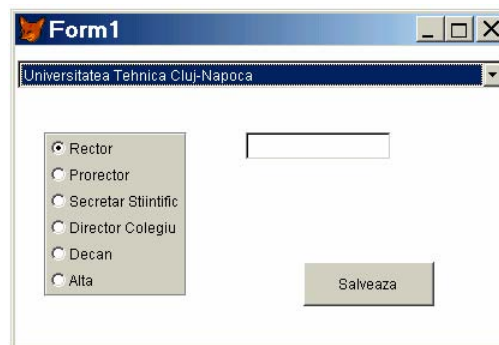 Form1
Universitatea Tehnica Cluj-Napoca
Rector
Prorector
Secretar Stiintific
Director Colegiu
Decan
Alta
Salveaza